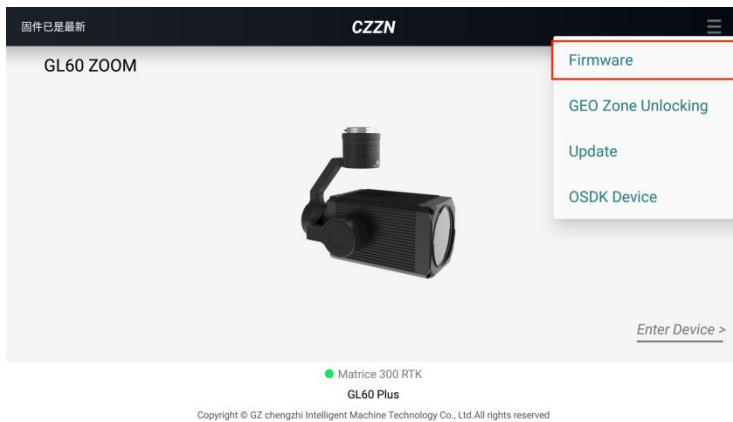 固件已是最新
CZZN
GL60 ZOOM
Firmware
GEO Zone Unlocking
Update
OSDK Device
Enter Device >
Matrice 300 RTK
GL60 Plus
Copyright © GZ chengzhi Intelligent Machine Technology Co., Ltd.All rights reserved